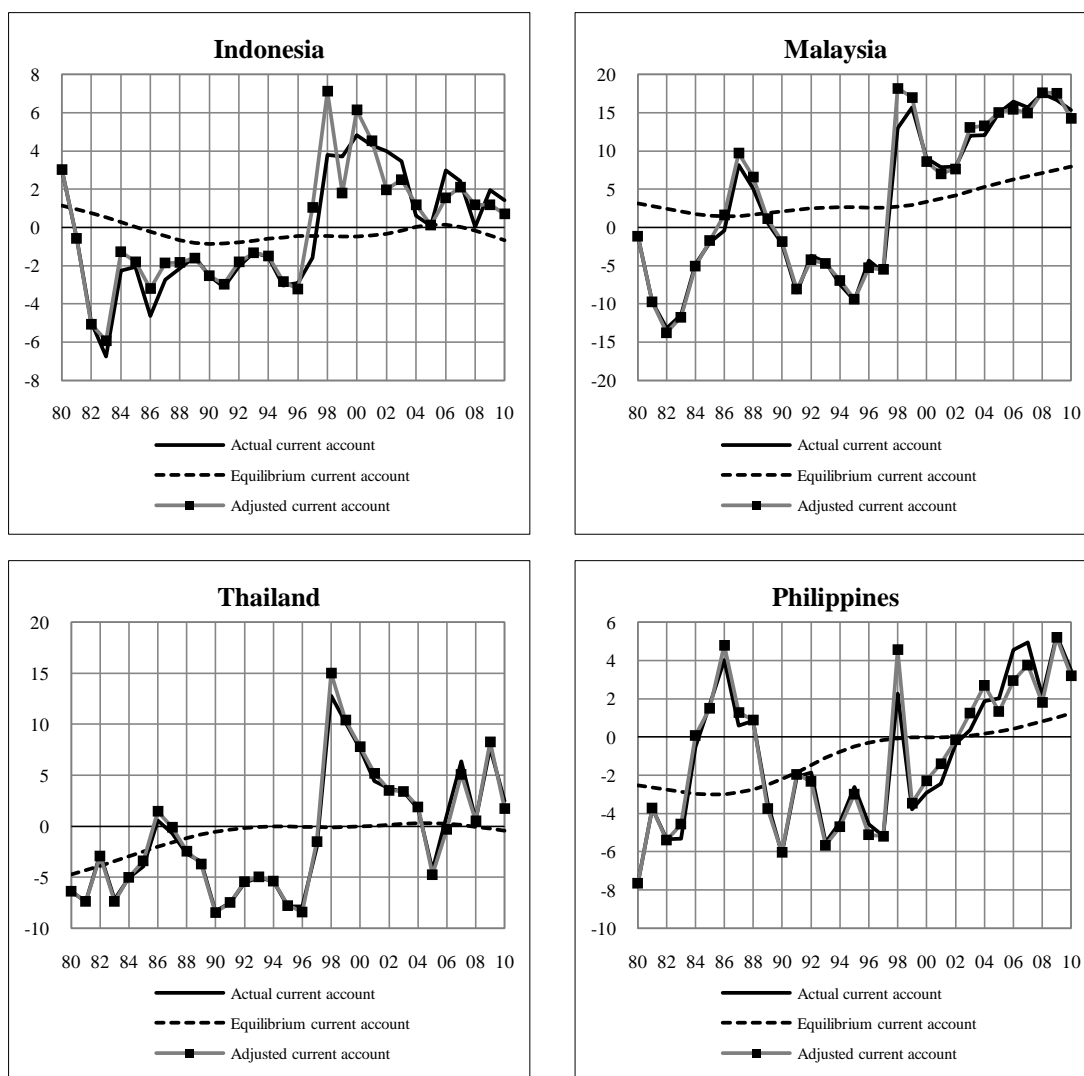 Indonesia
8
6
4
2
0
-2
-4
-6
-8
80 82 84 86 88 90 92 94 96 98 00 02 04 06 08 10
Actual current account
Equilibrium current account
Adjusted current account
Malaysia
20
15
10
5
0
-5
-10
-15
-20
80 82 84 86 88 90 92 94 96 98 00 02 04 06 08 10
Actual current account
Equilibrium current account
Adjusted current account
Thailand
20
15
10
5
0
-5
-10
80 82 84 86 88 90 92 94 96 98 00 02 04 06 08 10
Actual current account
Equilibrium current account
Adjusted current account
Philippines
6
4
2
0
-2
-4
-6
-8
-10
80 82 84 86 88 90 92 94 96 98 00 02 04 06 08 10
Actual current account
Equilibrium current account
Adjusted current account